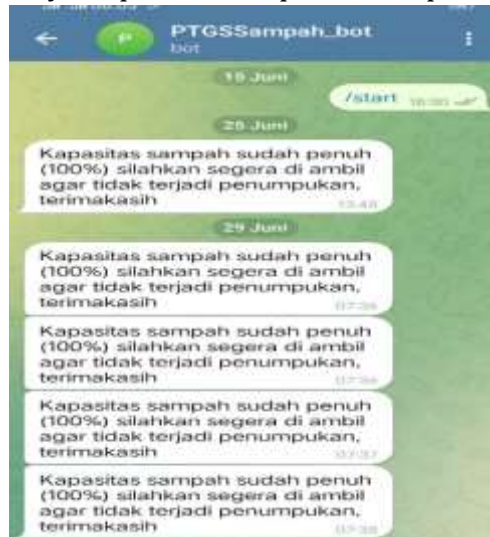 PTGSSampah_bot
bot
15 Juni
/start
25 Juni
Kapasitas sampah sudah penuh
(100%) silahkan segera di ambil
agar tidak terjadi penumpukan,
terimakasih
29 Juni
Kapasitas sampah sudah penuh
(100%) silahkan segera di ambil
agar tidak terjadi penumpukan,
terimakasih
Kapasitas sampah sudah penuh
(100%) silahkan segera di ambil
agar tidak terjadi penumpukan,
terimakasih
Kapasitas sampah sudah penuh
(100%) silahkan segera di ambil
agar tidak terjadi penumpukan,
terimakasih
07:37
Kapasitas sampah sudah penuh
(100%) silahkan segera di ambil
agar tidak terjadi penumpukan,
terimakasih